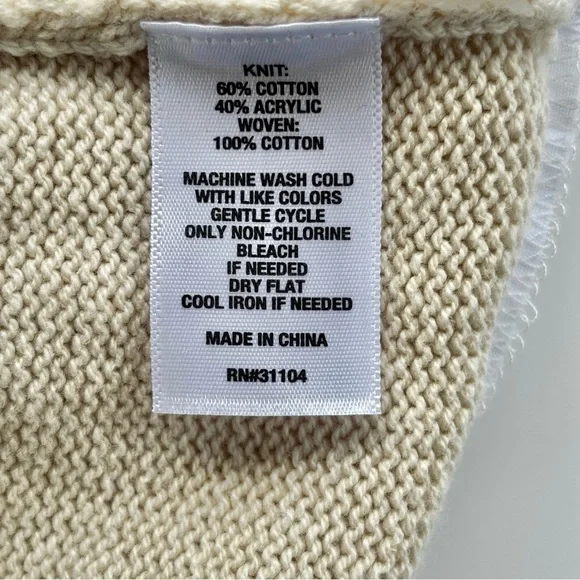 KNIT:
60% COTTON
40% ACRYLIC
WOVEN:
100% COTTON
MACHINE WASH COLD
WITH LIKE COLORS
GENTLE CYCLE
ONLY NON-CHLORINE
BLEACH
IF NEEDED
DRY FLAT
COOL IRON IF NEEDED
MADE IN CHINA
RN#31104